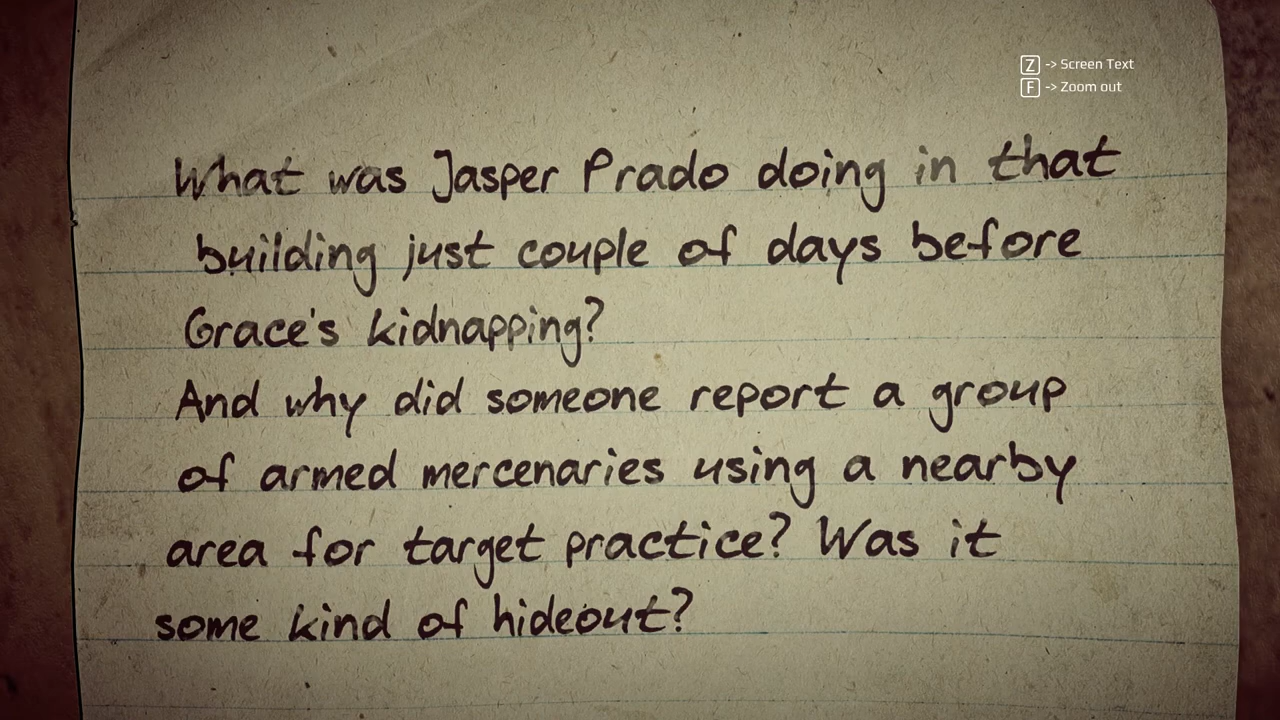 Z -> Screen Text
F -> Zoom out
What was Jasper Prado doing in that
building just couple of days before
Grace's kidnapping?
And why did someone report a group
of armed mercenaries using a nearby
area for target practice? Was it
some kind of hideout?